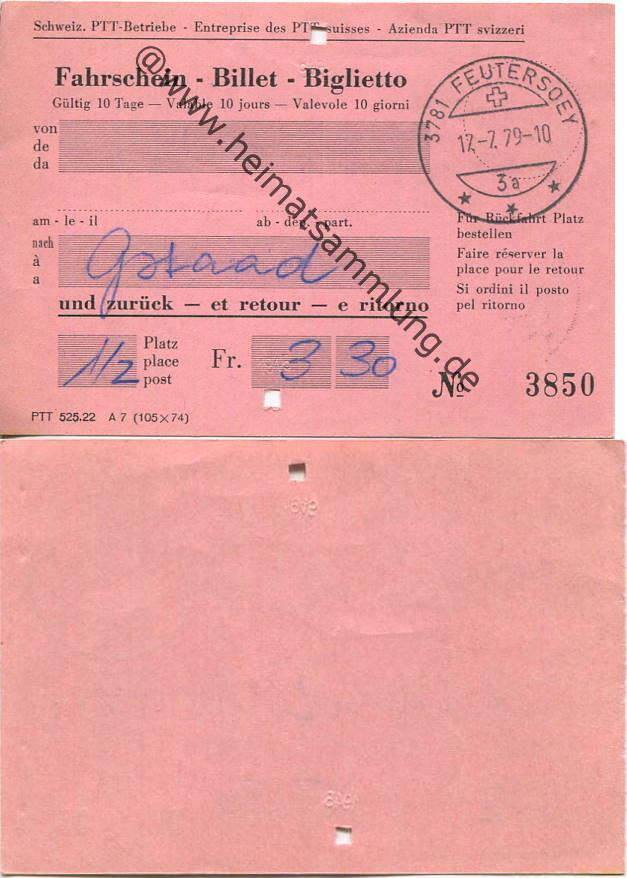 Schweiz. PTT-Betriebe - Entreprise des PTT suisses - Azienda PTT svizzeri
Fahrschein - Billet - Biglietto
Gültig 10 Tage — Valable 10 jours — Valevole 10 giorni
3781 FEUTERSOEY
17.-7.79-10
3a
von
de
da
am - le - il ab - dép. - part.
nach
à
a
Gstaad
und zurück — et retour — e ritorno
Für Rückfahrt Platz
bestellen
Faire réserver la
place pour le retour
Si ordini il posto
pel ritorno
1/2
Platz
place
post
Fr. 3 30
No 3850
PTT 525.22 A 7 (105×74)
@www.heimatsammlung.de